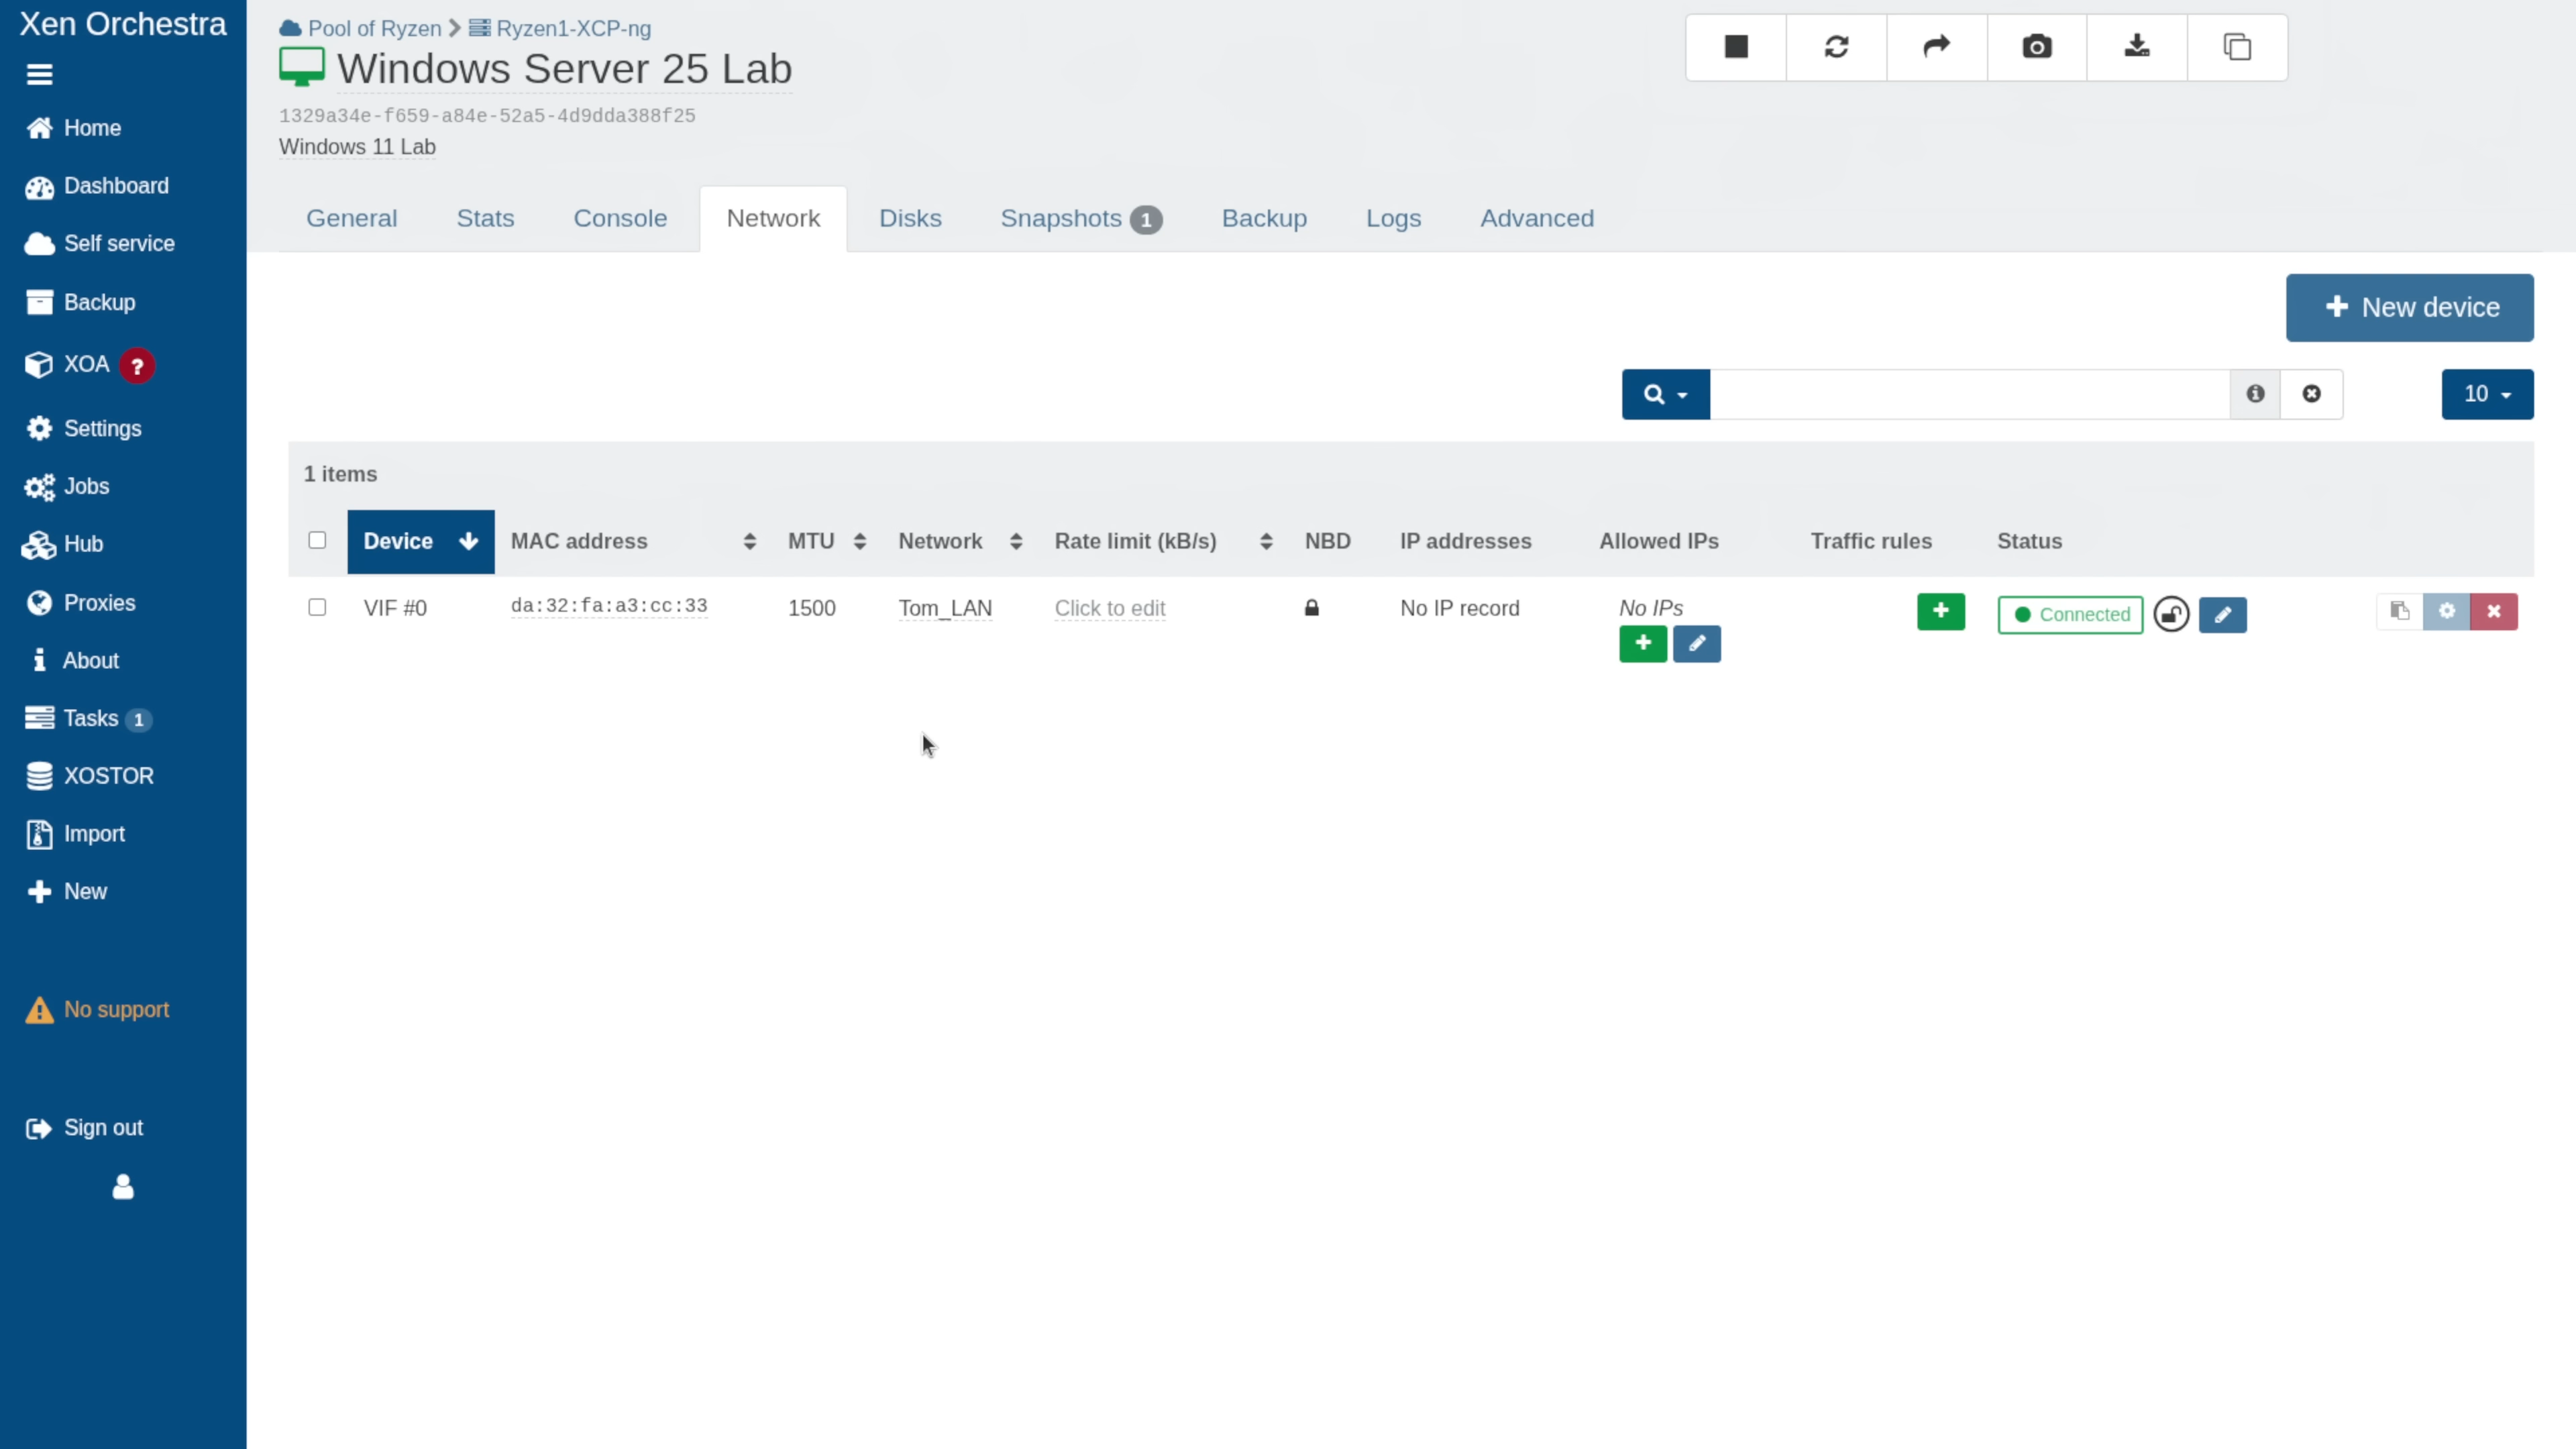 Xen Orchestra
Home
Dashboard
Self service
Backup
XOA ?
Settings
Jobs
Hub
Proxies
About
Tasks 1
XOSTOR
Import
New
No support
Sign out
Pool of Ryzen Ryzen1-XCP-ng
Windows Server 25 Lab
1329a34e-f659-a84e-52a5-4d9dda388f25
Windows 11 Lab
General Stats Console Network Disks Snapshots 1 Backup Logs Advanced
New device
10
1 items
Device MAC address MTU Network Rate limit (kB/s) NBD IP addresses Allowed IPs Traffic rules Status
VIF #0 da:32:fa:a3:cc:33 1500 Tom_LAN Click to edit No IP record No IPs Connected